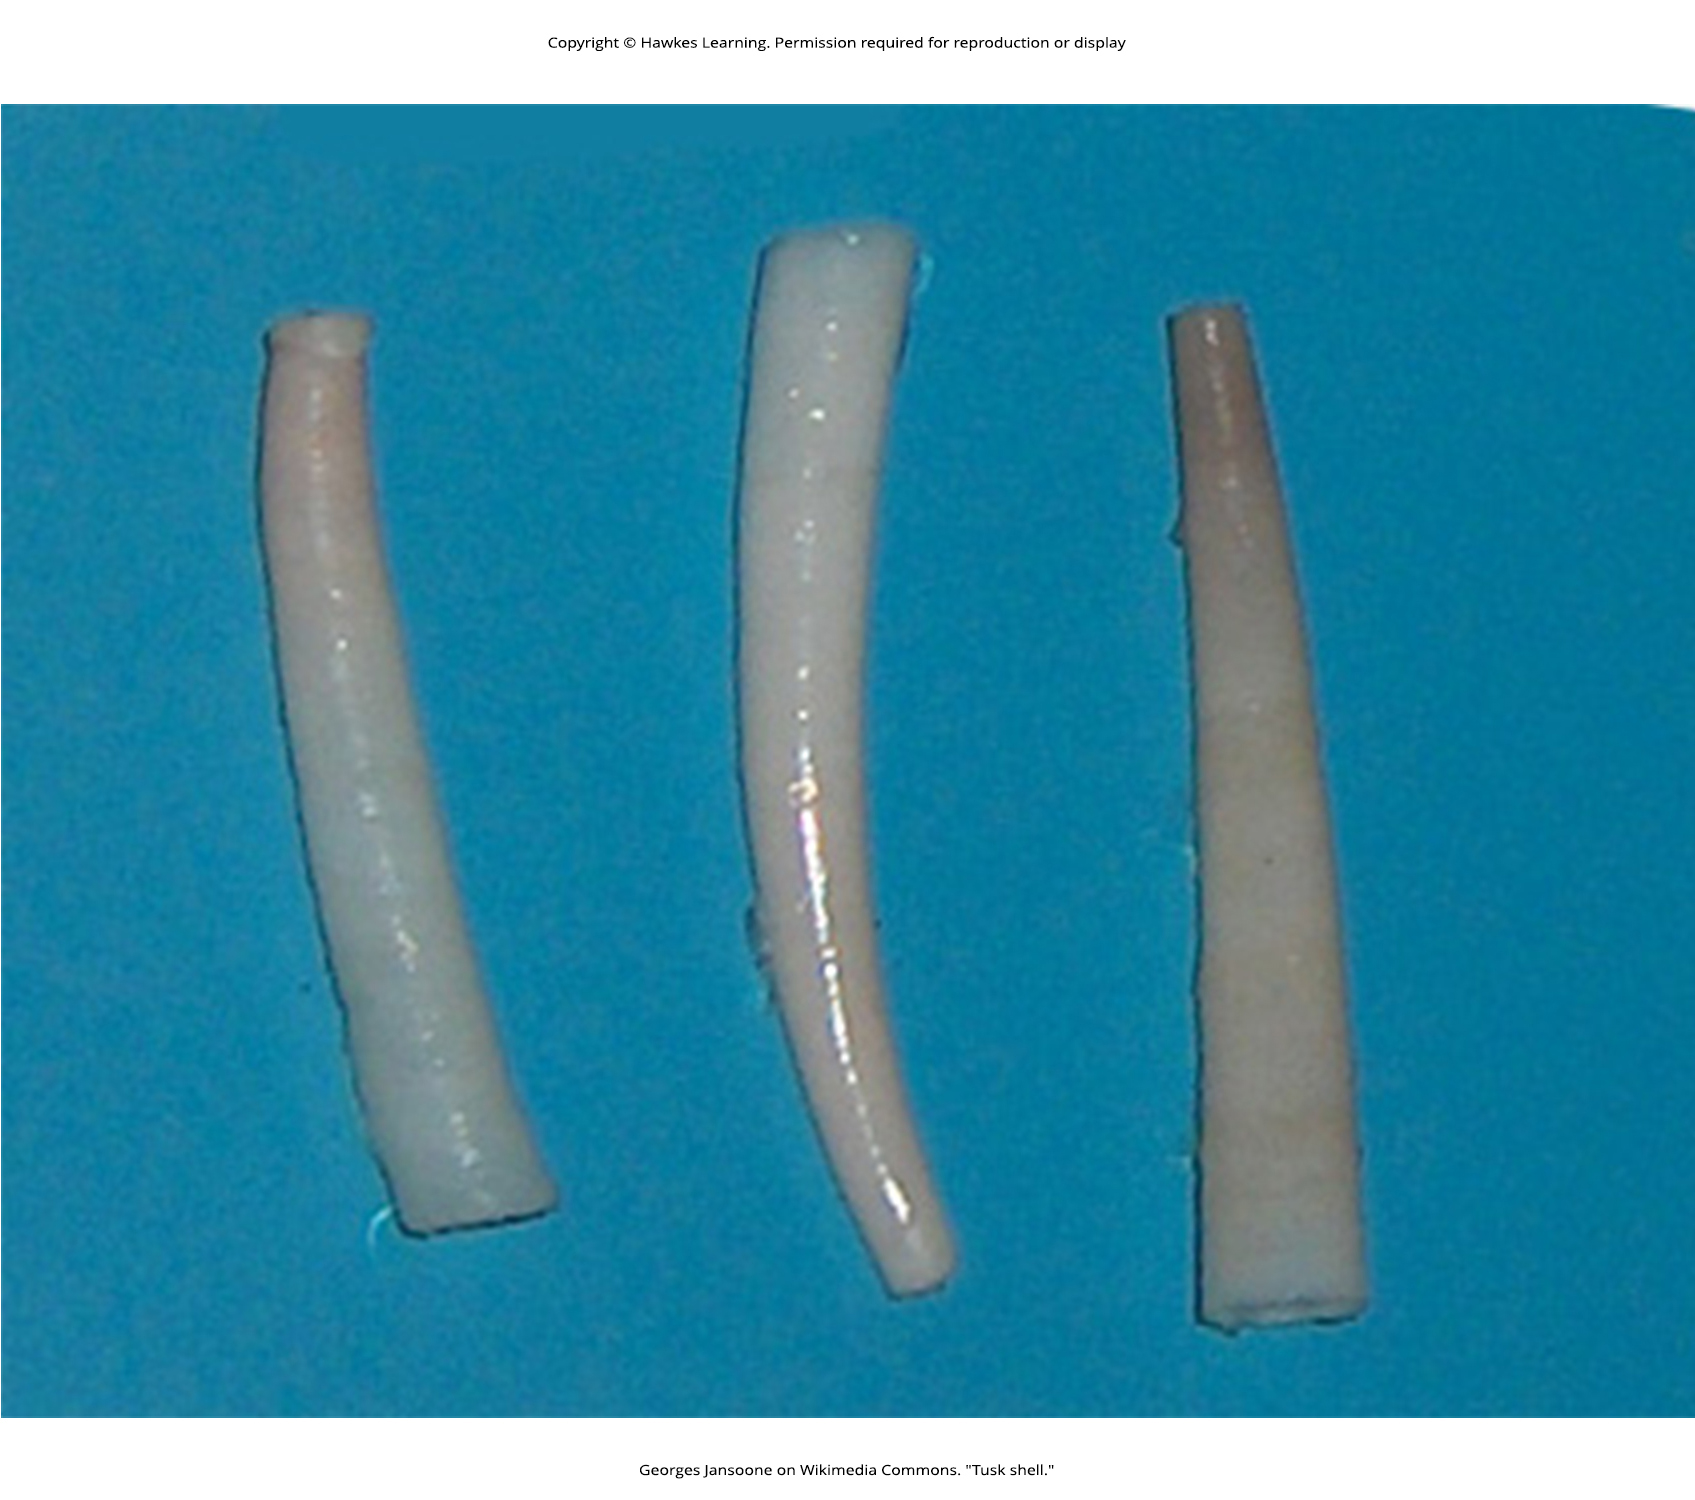 Copyright © Hawkes Learning. Permission required for reproduction or display
Georges Jansoone on Wikimedia Commons. "Tusk shell."